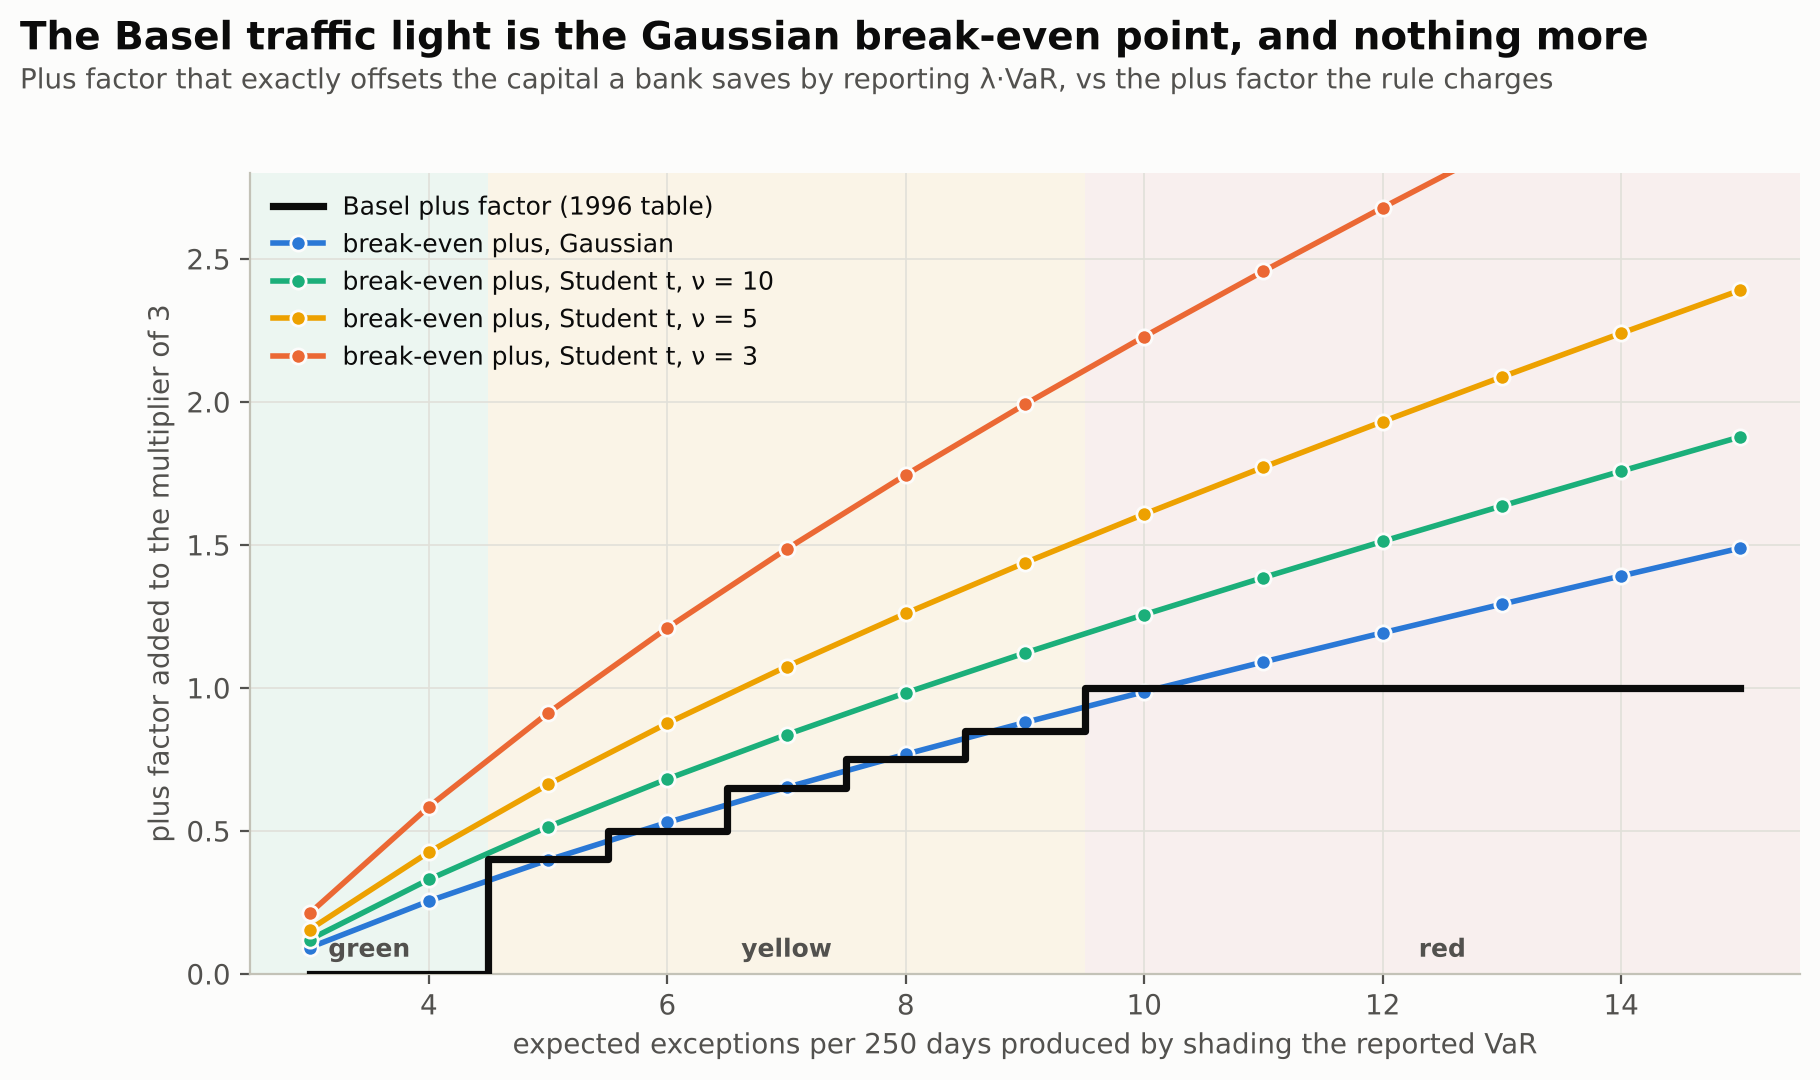 The Basel traffic light is the Gaussian break-even point, and nothing more
Plus factor that exactly offsets the capital a bank saves by reporting λ·VaR, vs the plus factor the rule charges
Basel plus factor (1996 table)
break-even plus, Gaussian
break-even plus, Student t, ν = 10
break-even plus, Student t, ν = 5
break-even plus, Student t, ν = 3
plus factor added to the multiplier of 3
2.5
2.0
1.5
1.0
0.5
0.0
green
yellow
red
4
6
8
10
12
14
expected exceptions per 250 days produced by shading the reported VaR